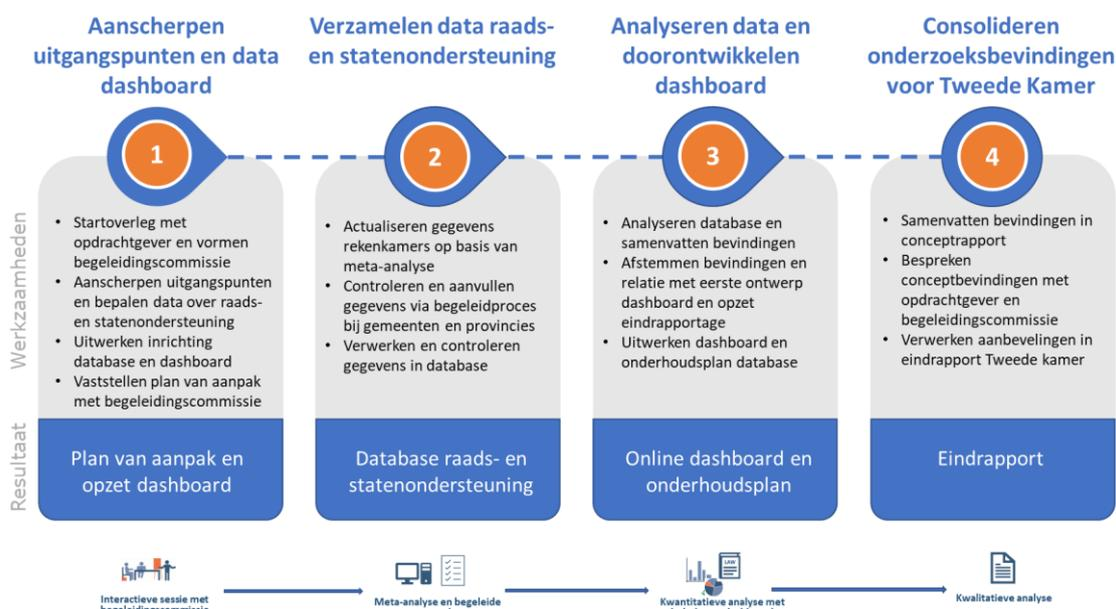 Aanscherpen
uitgangspunten en data
dashboard
Verzamelen data raads-
en statenondersteuning
Analyseren data en
doorontwikkelen
dashboard
Consolideren
onderzoeksbevindingen
voor Tweede Kamer
1
2
3
4
Werkzaamheden
• Startoverleg met
opdrachtgever en vormen
begeleidingscommissie
• Aanscherpen uitgangspunten
en bepalen data over raads-
en statenondersteuning
• Uitwerken inrichting
database en dashboard
• Vaststellen plan van aanpak
met begeleidingscommissie
• Actualiseren gegevens
rekenkamers op basis van
meta-analyse
• Controleren en aanvullen
gegevens via begeleidproces
bij gemeenten en provincies
• Verwerken en controleren
gegevens in database
• Analyseren database en
samenvatten bevindingen
• Afstemmen bevindingen en
relatie met eerste ontwerp
dashboard en opzet
eindrapportage
• Uitwerken dashboard en
onderhoudsplan database
• Samenvatten bevindingen in
conceptrapport
• Bespreken
conceptbevindingen met
opdrachtgever en
begeleidingscommissie
• Verwerken aanbevelingen in
eindrapport Tweede kamer
Resultaat
Plan van aanpak en
opzet dashboard
Database raads- en
statenondersteuning
Online dashboard en
onderhoudsplan
Eindrapport
Interactieve sessie met
begeleidingscommissie
Meta-analyse en begeleide
LAW
Kwantitatieve analyse met
Kwalitatieve analyse